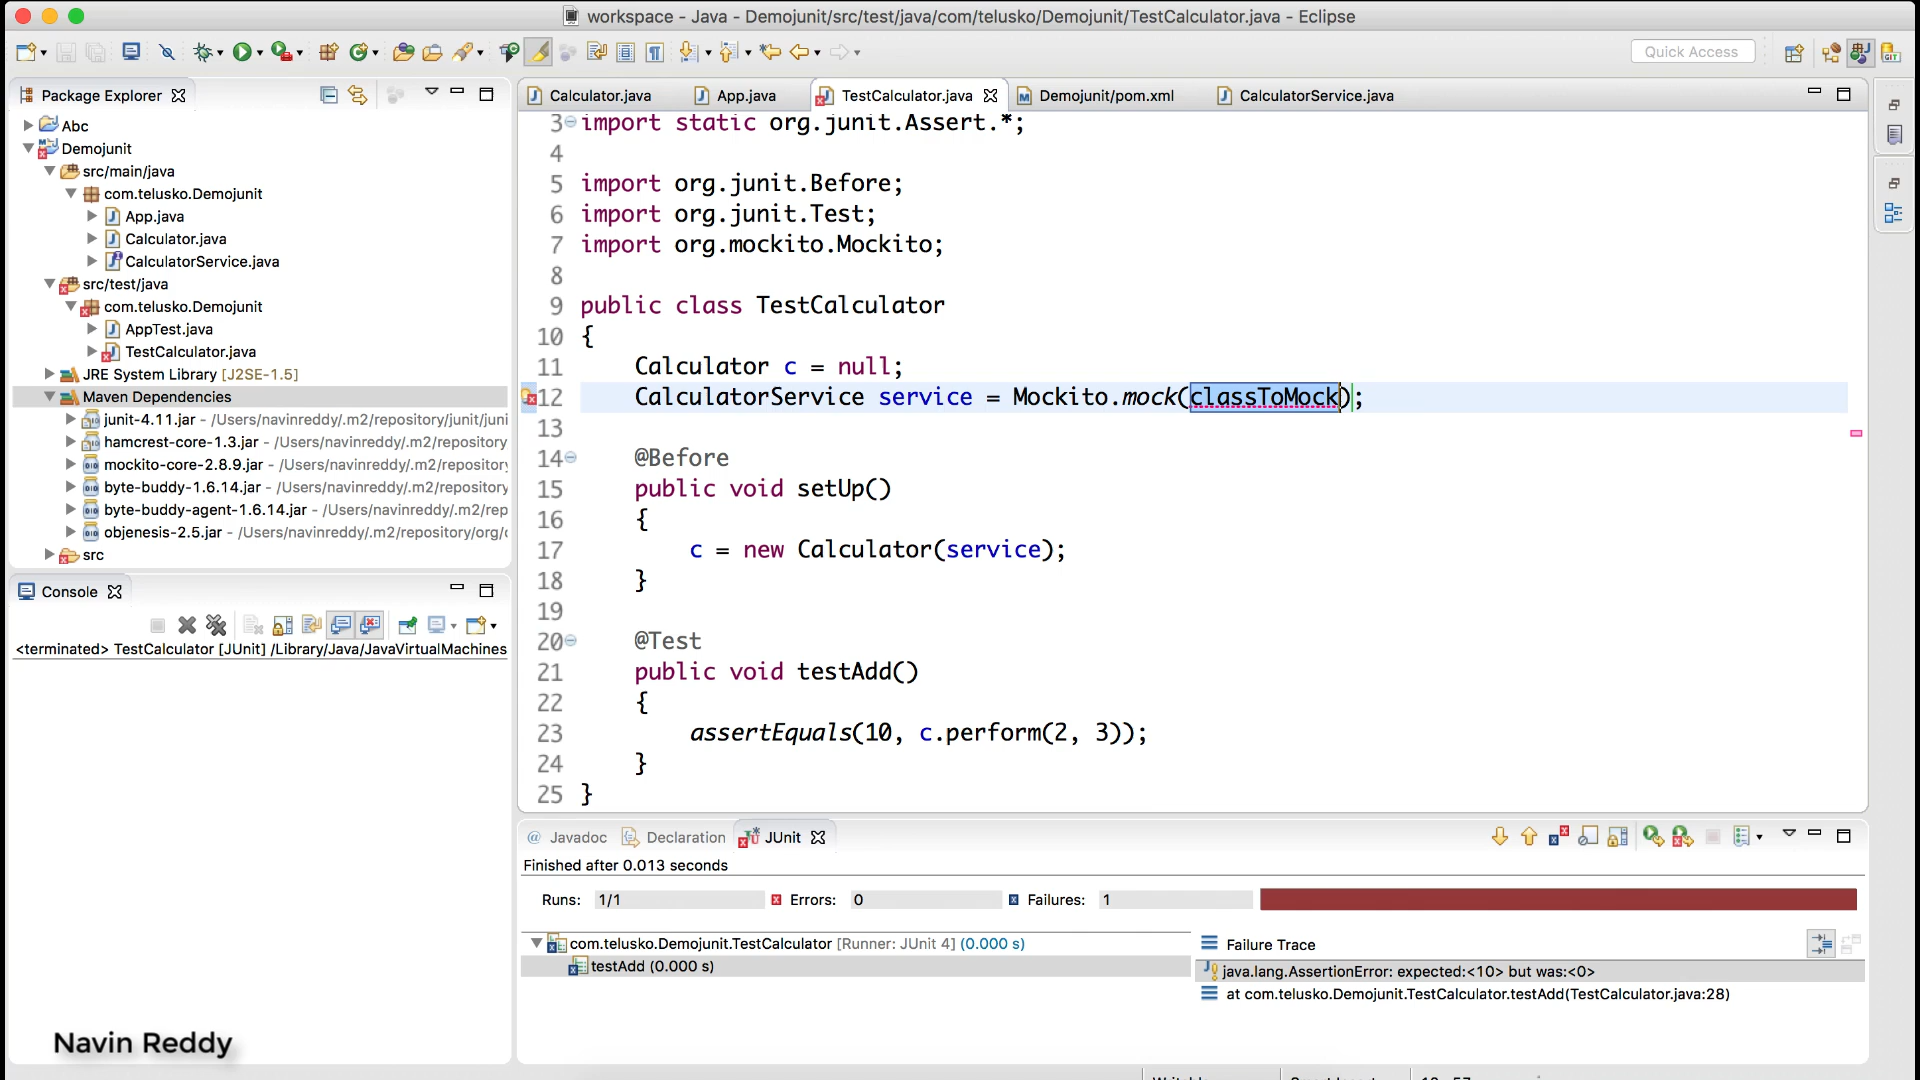 workspace - Java - Demojunit/src/test/java/com/telusko/Demojunit/TestCalculator.java - Eclipse
Quick Access
Package Explorer
Abc
Demojunit
src/main/java
com.telusko.Demojunit
App.java
Calculator.java
CalculatorService.java
src/test/java
com.telusko.Demojunit
AppTest.java
TestCalculator.java
JRE System Library [J2SE-1.5]
Maven Dependencies
junit-4.11.jar - /Users/navinreddy/.m2/repository/junit/juni
hamcrest-core-1.3.jar - /Users/navinreddy/.m2/repository
mockito-core-2.8.9.jar - /Users/navinreddy/.m2/repository
byte-buddy-1.6.14.jar - /Users/navinreddy/.m2/repository
byte-buddy-agent-1.6.14.jar - /Users/navinreddy/.m2/rep
objenesis-2.5.jar - /Users/navinreddy/.m2/repository/org/
src
Console
<terminated> TestCalculator [JUnit] /Library/Java/JavaVirtualMachines
Navin Reddy
Calculator.java App.java TestCalculator.java Demojunit/pom.xml CalculatorService.java
3 import static org.junit.Assert.*;
4
5 import org.junit.Before;
6 import org.junit.Test;
7 import org.mockito.Mockito;
8
9 public class TestCalculator
10 {
11 Calculator c = null;
12 CalculatorService service = Mockito.mock(classToMock);
13
14 @Before
15 public void setUp()
16 {
17 c = new Calculator(service);
18 }
19
20 @Test
21 public void testAdd()
22 {
23 assertEquals(10, c.perform(2, 3));
24 }
25 }
@ Javadoc Declaration JUnit
Finished after 0.013 seconds
Runs: 1/1 Errors: 0 Failures: 1
com.telusko.Demojunit.TestCalculator [Runner: JUnit 4] (0.000 s)
testAdd (0.000 s)
Failure Trace
java.lang.AssertionError: expected:<10> but was:<0>
at com.telusko.Demojunit.TestCalculator.testAdd(TestCalculator.java:28)